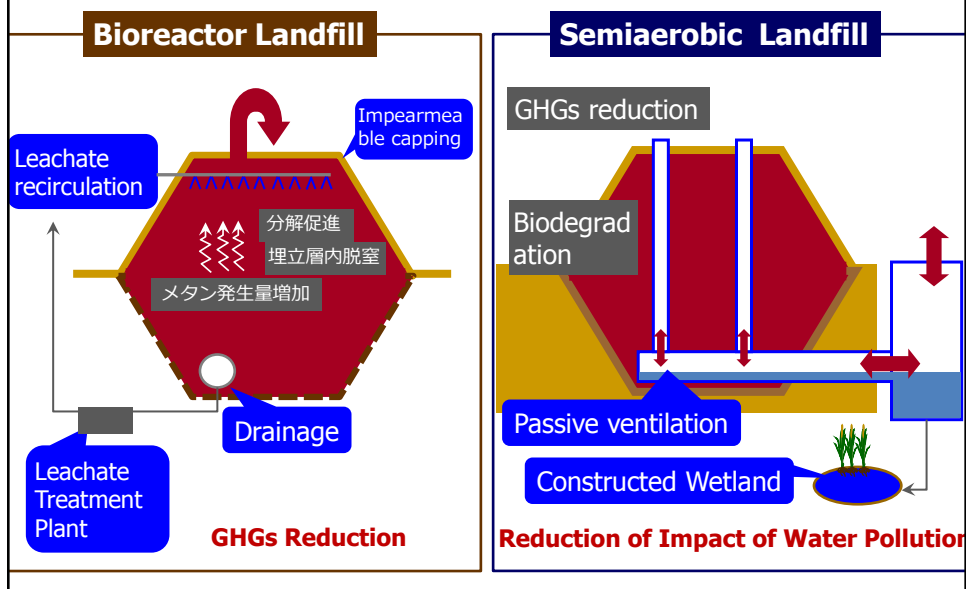 Bioreactor Landfill
Impearmea
ble capping
Leachate
recirculation
分解促進
埋立層内脱窒
メタン発生量増加
Drainage
Leachate
Treatment
Plant
GHGs Reduction
Semiaerobic Landfill
GHGs reduction
Biodegrad
ation
Passive ventilation
Constructed Wetland
Reduction of Impact of Water Pollution